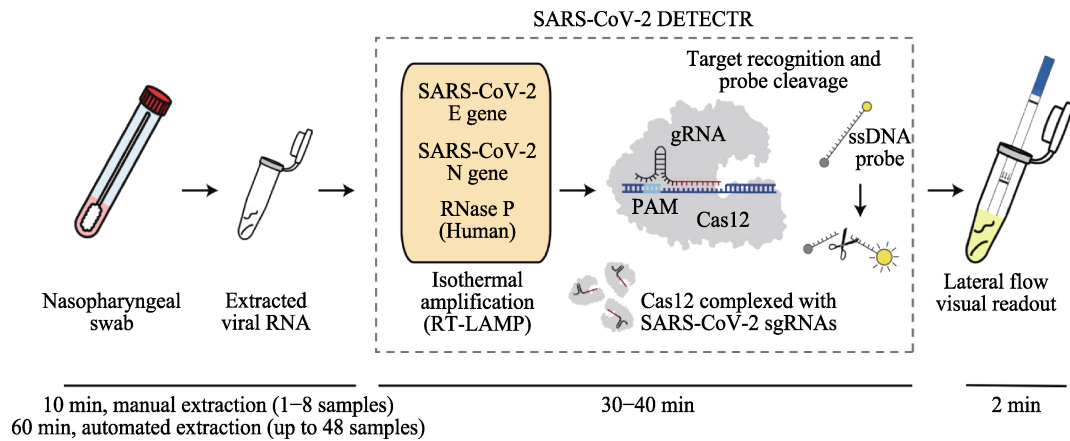 SARS-CoV-2 DETECTR
SARS-CoV-2
E gene
SARS-CoV-2
N gene
RNase P
(Human)
Target recognition and
probe cleavage
gRNA
PAM
Cas12
ssDNA
probe
Nasopharyngeal
swab
Extracted
viral RNA
Isothermal
amplification
(RT-LAMP)
Cas12 complexed with
SARS-CoV-2 sgRNAs
Lateral flow
visual readout
10 min, manual extraction (1−8 samples)
60 min, automated extraction (up to 48 samples)
30−40 min
2 min